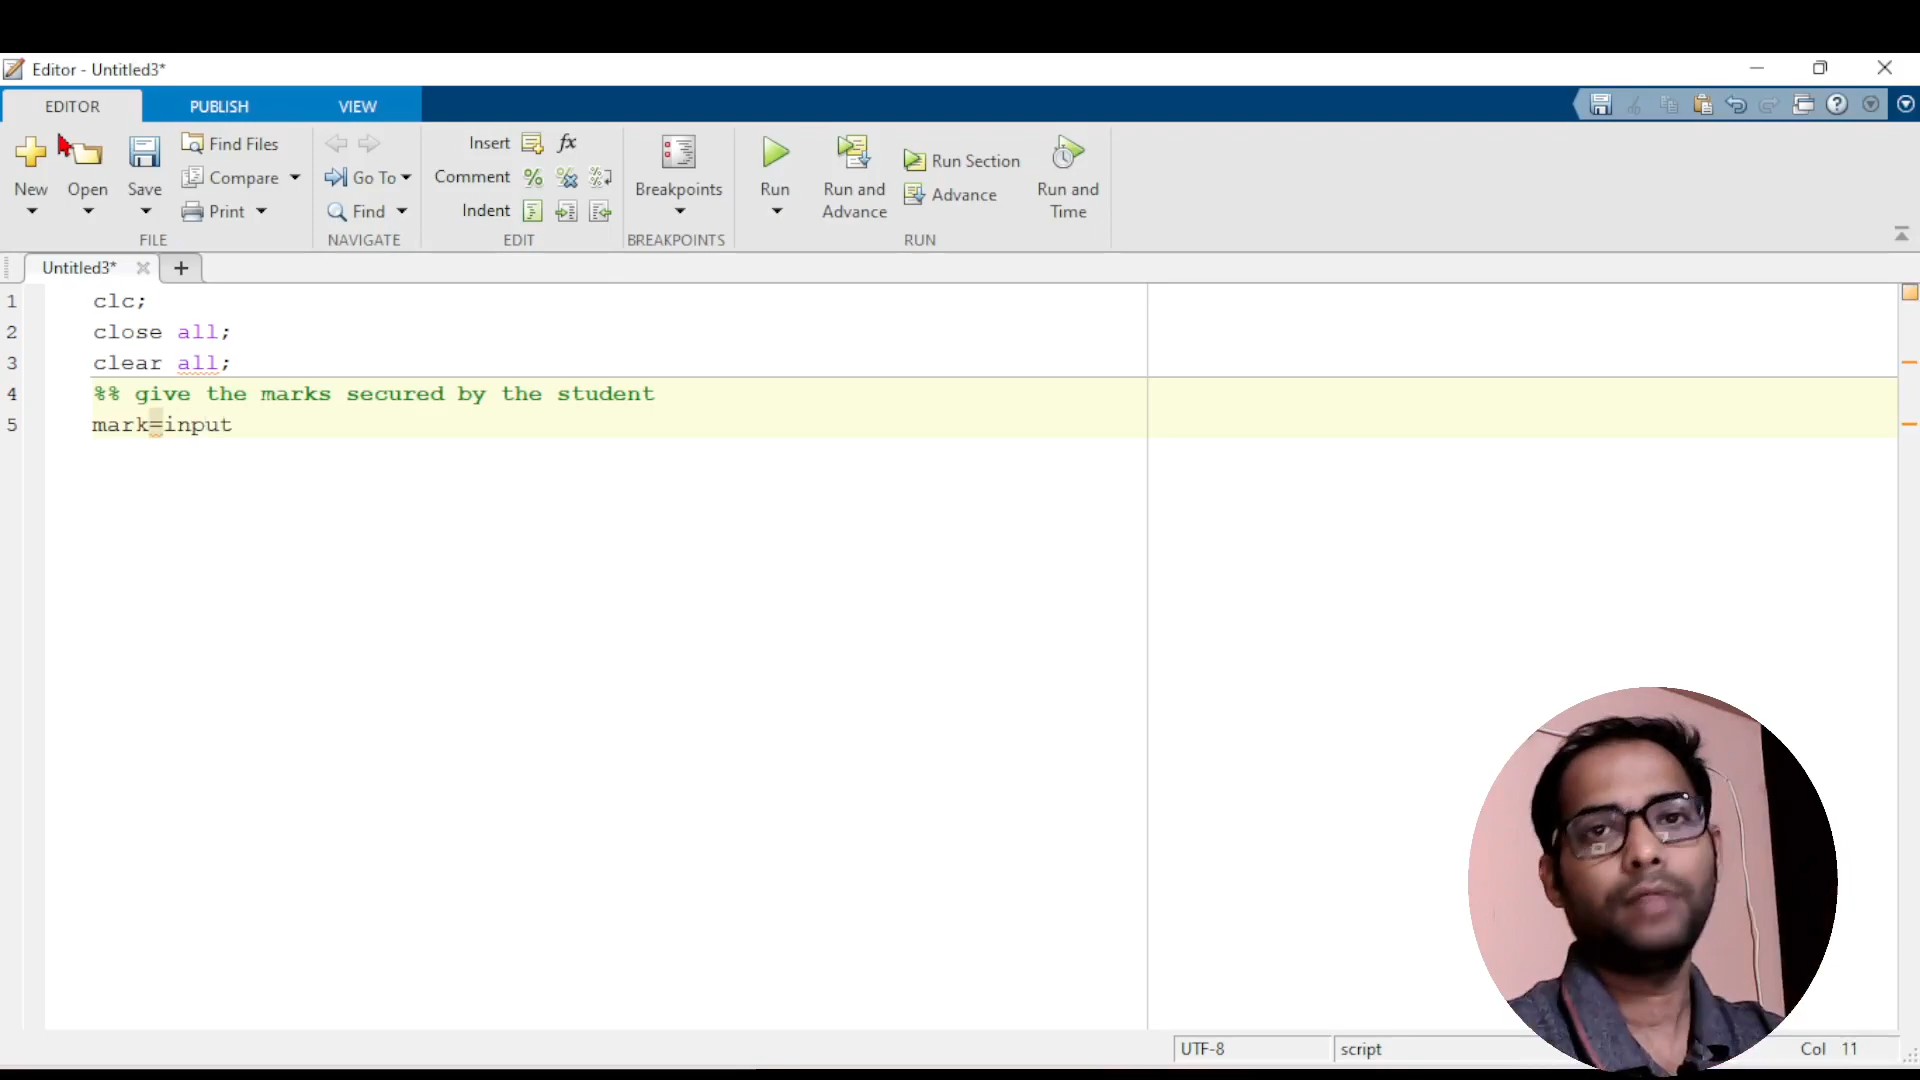 Editor - Untitled3*
EDITOR PUBLISH VIEW
New Open Save Find Files Compare Print
FILE
Go To Find
NAVIGATE
Insert fx
Comment
Indent
EDIT
Breakpoints
BREAKPOINTS
Run Run and Advance Run Section Advance Run and Time
RUN
Untitled3*
1 clc;
2 close all;
3 clear all;
4 %% give the marks secured by the student
5 mark=input
UTF-8 script Col 11